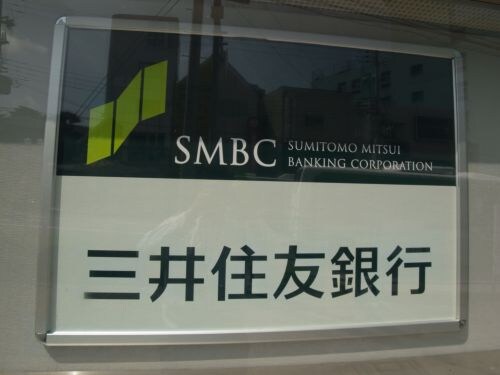 SMBC
SUMITOMO MITSUI
BANKING CORPORATION
三井住友銀行